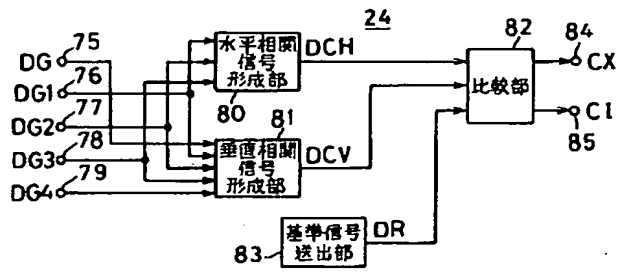 24
DG 75
DG1 76
DG2 77
DG3 78
DG4 79
水平相関
信号
形成部
80
DCH
垂直相関
信号
形成部
81
DCV
基準信号
送出部
83
DR
比較部
82
84
CX
CI
85